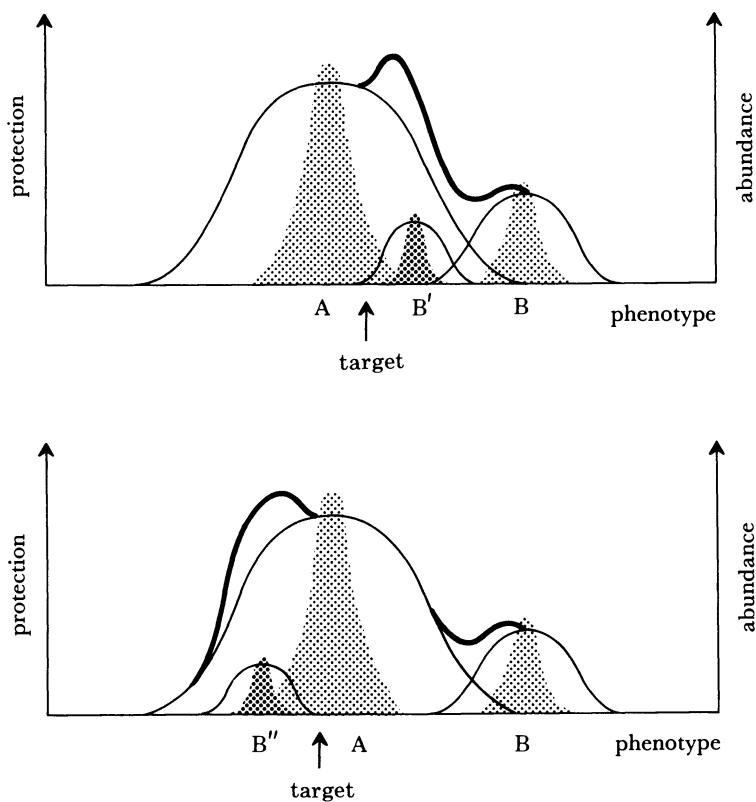 protection
abundance
A
B′
B
phenotype
target
protection
abundance
B″
A
B
phenotype
target